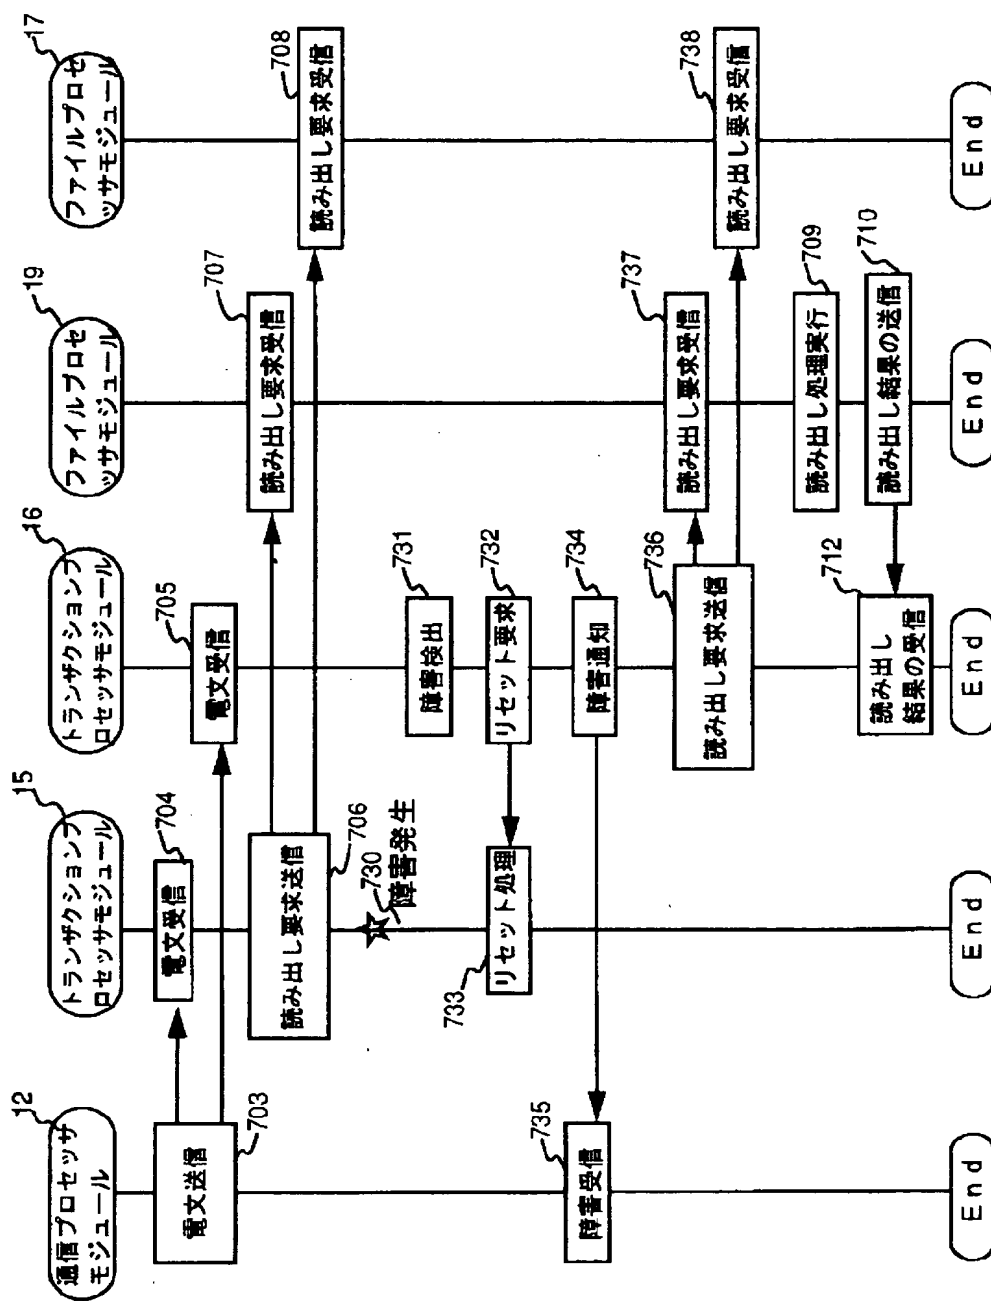 12
通信プロセッサ
モジュール
電文送信
703
障害受信
735
End
15
トランザクションプ
ロセッサモジュール
電文受信
704
読み出し要求送信
706
730
障害発生
リセット処理
733
End
16
トランザクションプ
ロセッサモジュール
電文受信
705
障害検出
731
リセット要求
732
障害通知
734
読み出し要求送信
736
読み出し
結果の受信
712
End
19
ファイルプロセ
ッサモジュール
読み出し要求受信
707
読み出し要求受信
737
読み出し処理実行
709
読み出し結果の送信
710
End
17
ファイルプロセ
ッサモジュール
読み出し要求受信
708
読み出し要求受信
738
End